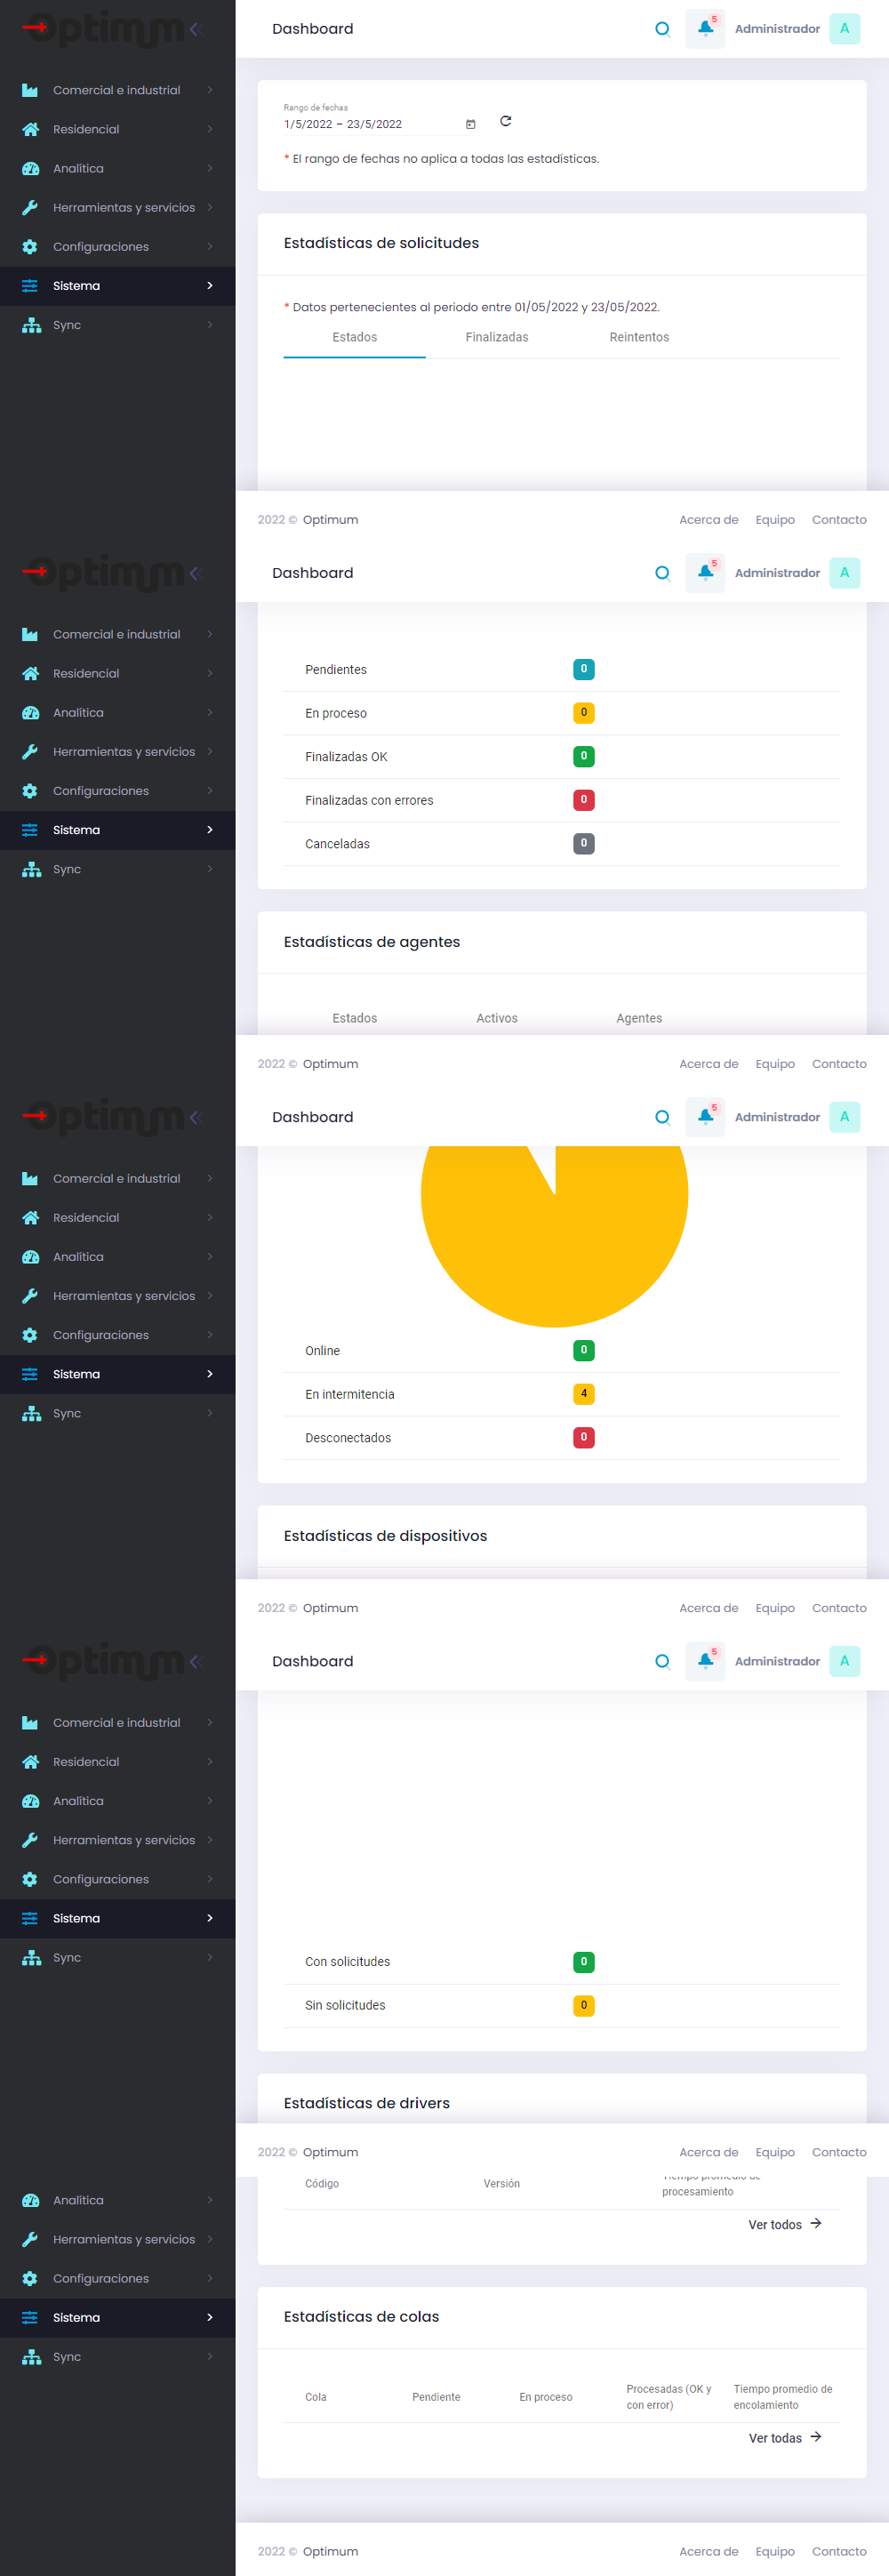 Optimum
Dashboard
5
Administrador
A
Comercial e industrial
Residencial
Analítica
Herramientas y servicios
Configuraciones
Sistema
Sync
Rango de fechas
1/5/2022 – 23/5/2022
* El rango de fechas no aplica a todas las estadísticas.
Estadísticas de solicitudes
* Datos pertenecientes al periodo entre 01/05/2022 y 23/05/2022.
Estados Finalizadas Reintentos
2022 © Optimum
Acerca de Equipo Contacto
Optimum
Dashboard
5
Administrador
A
Comercial e industrial
Residencial
Analítica
Herramientas y servicios
Configuraciones
Sistema
Sync
Pendientes 0
En proceso 0
Finalizadas OK 0
Finalizadas con errores 0
Canceladas 0
Estadísticas de agentes
Estados Activos Agentes
2022 © Optimum
Acerca de Equipo Contacto
Optimum
Dashboard
5
Administrador
A
Comercial e industrial
Residencial
Analítica
Herramientas y servicios
Configuraciones
Sistema
Sync
Online 0
En intermitencia 4
Desconectados 0
Estadísticas de dispositivos
2022 © Optimum
Acerca de Equipo Contacto
Optimum
Dashboard
5
Administrador
A
Comercial e industrial
Residencial
Analítica
Herramientas y servicios
Configuraciones
Sistema
Sync
Con solicitudes 0
Sin solicitudes 0
Estadísticas de drivers
2022 © Optimum
Acerca de Equipo Contacto
Analítica
Herramientas y servicios
Configuraciones
Sistema
Sync
Código Versión Tiempo promedio de
procesamiento
Ver todos
Estadísticas de colas
Cola Pendiente En proceso Procesadas (OK y
con error) Tiempo promedio de
encolamiento
Ver todas
2022 © Optimum
Acerca de Equipo Contacto